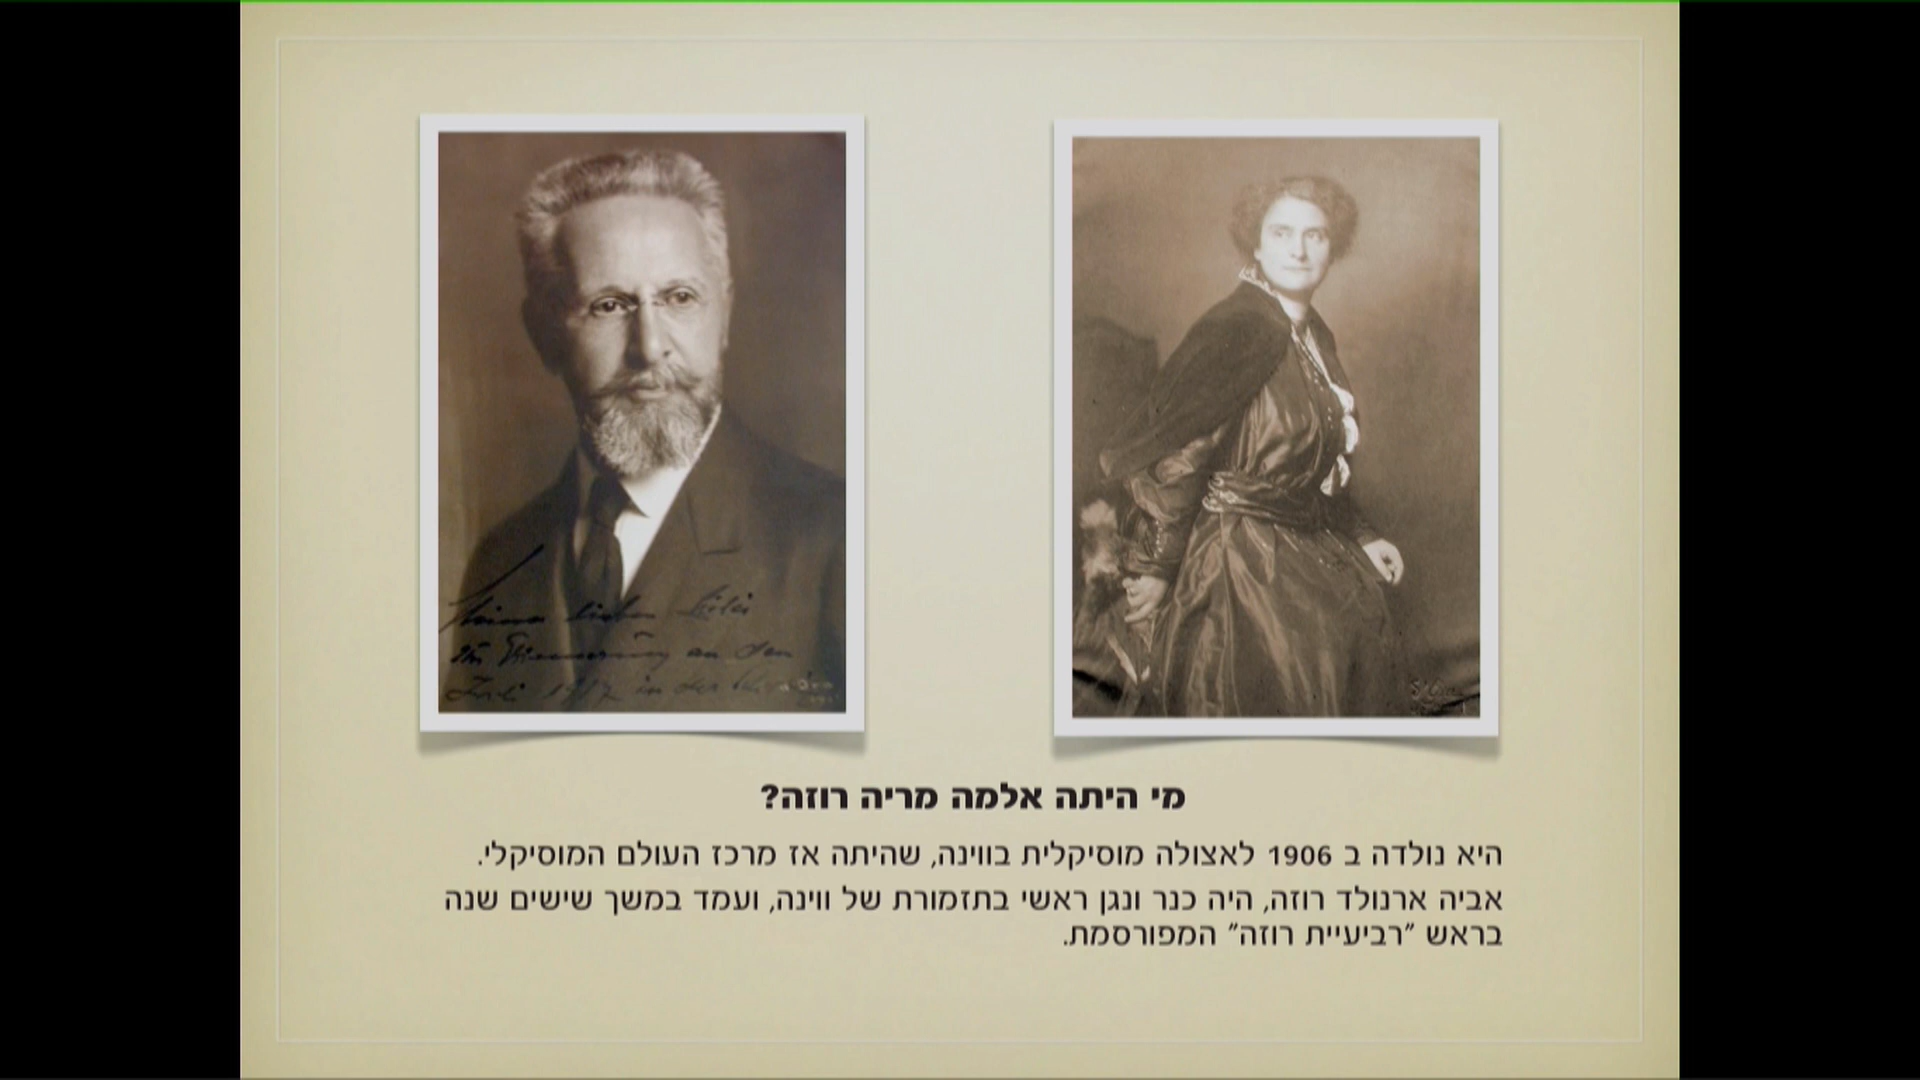 מי היתה אלמה מריה רוזה?
היא נולדה ב 1906 לאצולה מוסיקלית בווינה, שהיתה אז מרכז העולם המוסיקלי.
אביה ארנולד רוזה, היה כנר ונגן ראשי בתזמורת של ווינה, ועמד במשך שישים שנה
בראש "רביעיית רוזה" המפורסמת.